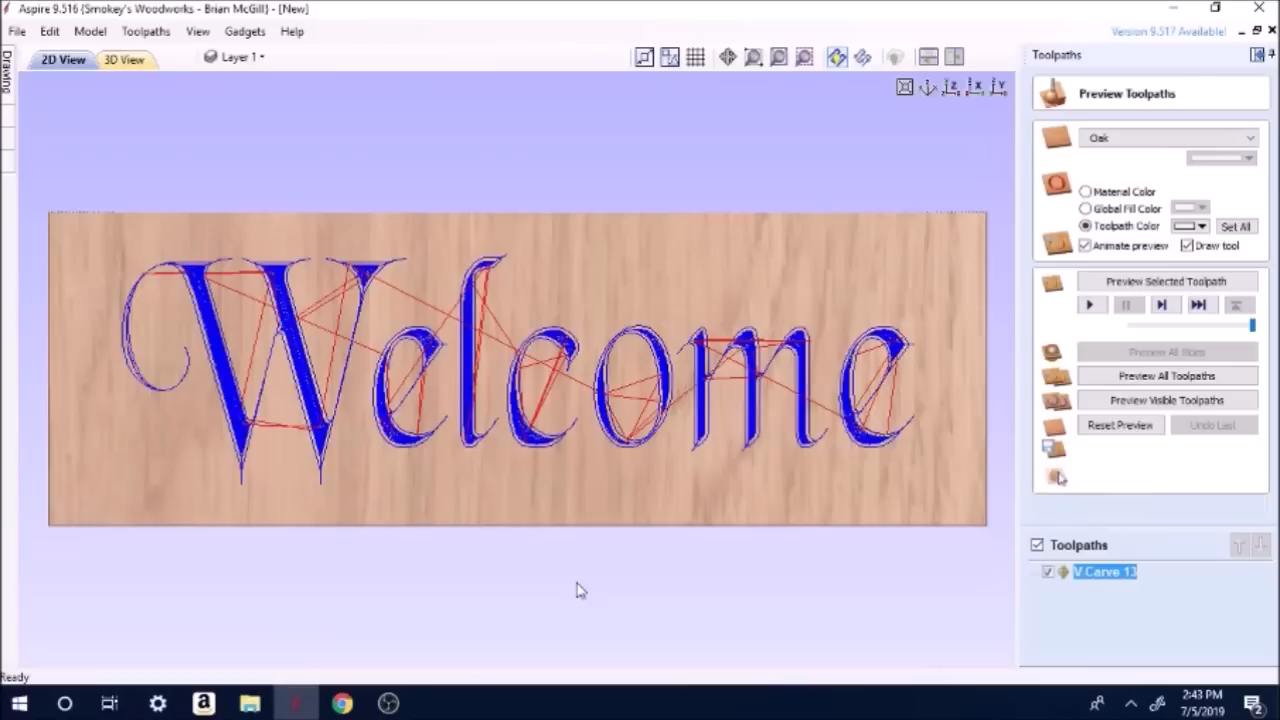 Aspire 9.516 {Smokey's Woodworks - Brian McGill} - [New]
File Edit Model Toolpaths View Gadgets Help
Version 9.517 Available!
Drawing
2D View 3D View Layer 1
Toolpaths
Preview Toolpaths
Oak
Material Color
Global Fill Color
Toolpath Color Set All
Animate preview Draw tool
Preview Selected Toolpath
Preview All Sides
Preview All Toolpaths
Preview Visible Toolpaths
Reset Preview Undo Last
Welcome
Toolpaths
V-Carve 13
Ready
2:43 PM
7/5/2019
2